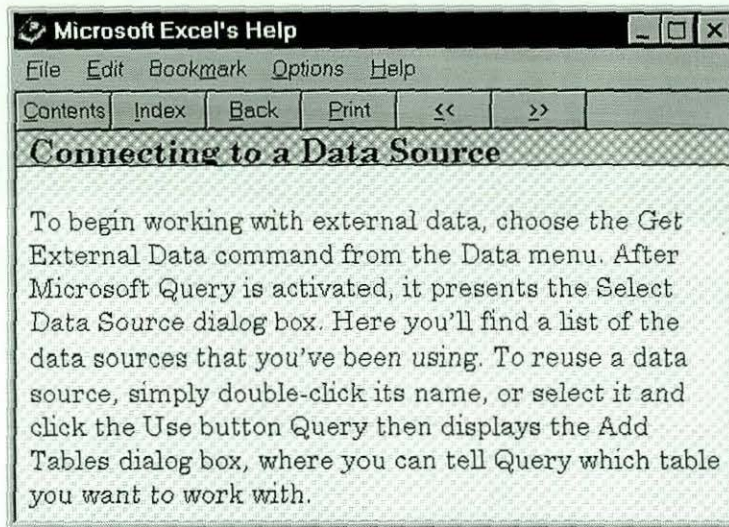 Microsoft Excel's Help
File Edit Bookmark Options Help
Contents Index Back Print << >>
Connecting to a Data Source
To begin working with external data, choose the Get
External Data command from the Data menu. After
Microsoft Query is activated, it presents the Select
Data Source dialog box. Here you'll find a list of the
data sources that you've been using. To reuse a data
source, simply double-click its name, or select it and
click the Use button Query then displays the Add
Tables dialog box, where you can tell Query which table
you want to work with.